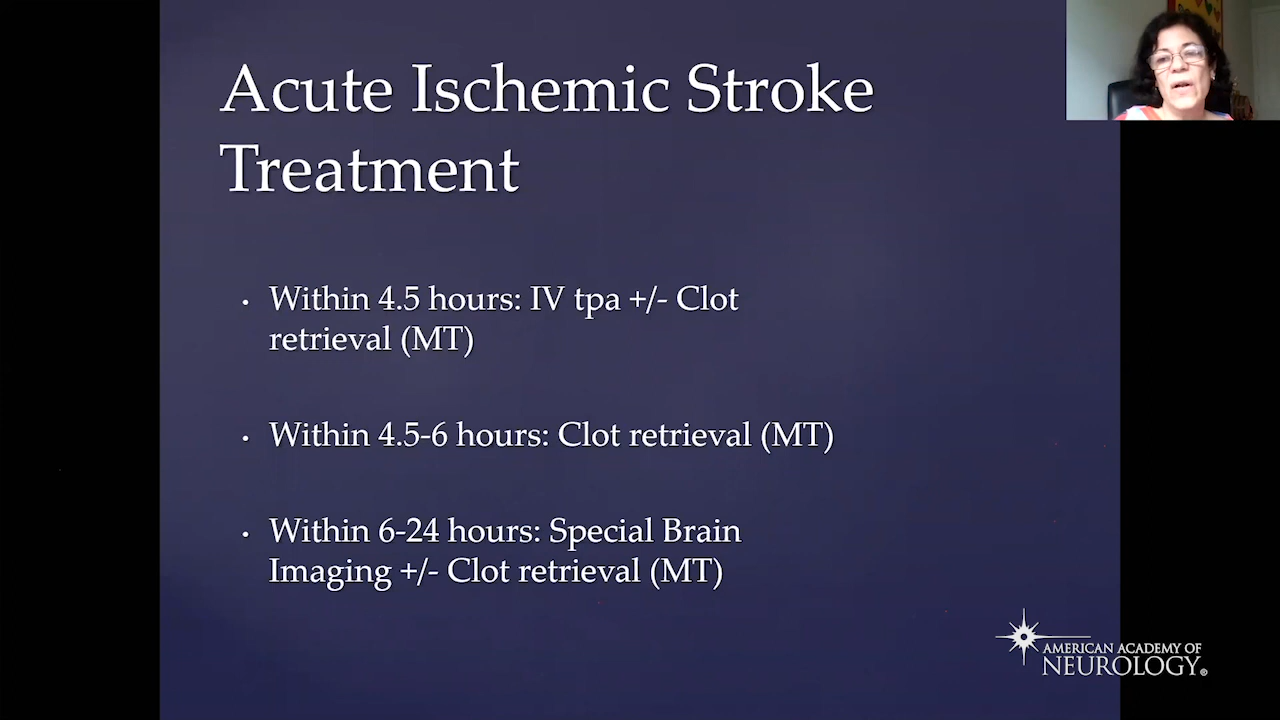 Acute Ischemic Stroke
Treatment
• Within 4.5 hours: IV tpa +/- Clot
retrieval (MT)
• Within 4.5-6 hours: Clot retrieval (MT)
• Within 6-24 hours: Special Brain
Imaging +/- Clot retrieval (MT)
AMERICAN ACADEMY OF
NEUROLOGY®